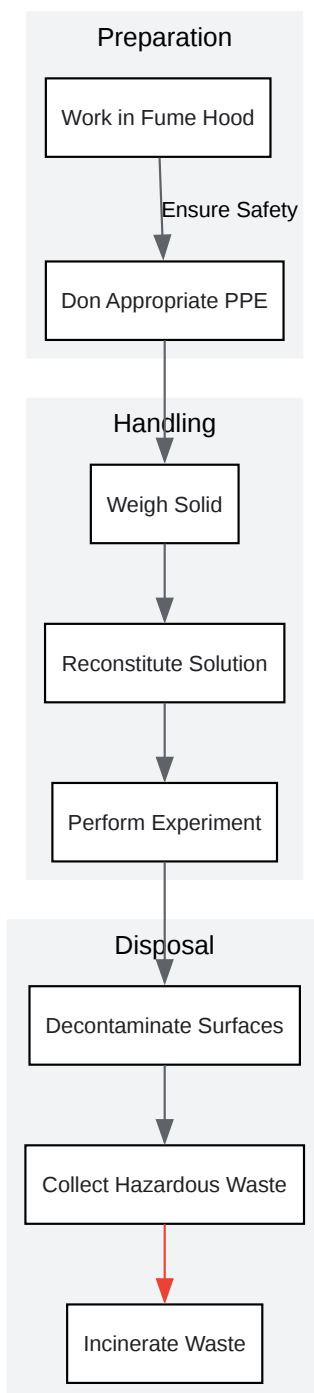 Preparation
Work in Fume Hood
Ensure Safety
Don Appropriate PPE
Handling
Weigh Solid
Reconstitute Solution
Perform Experiment
Disposal
Decontaminate Surfaces
Collect Hazardous Waste
Incinerate Waste